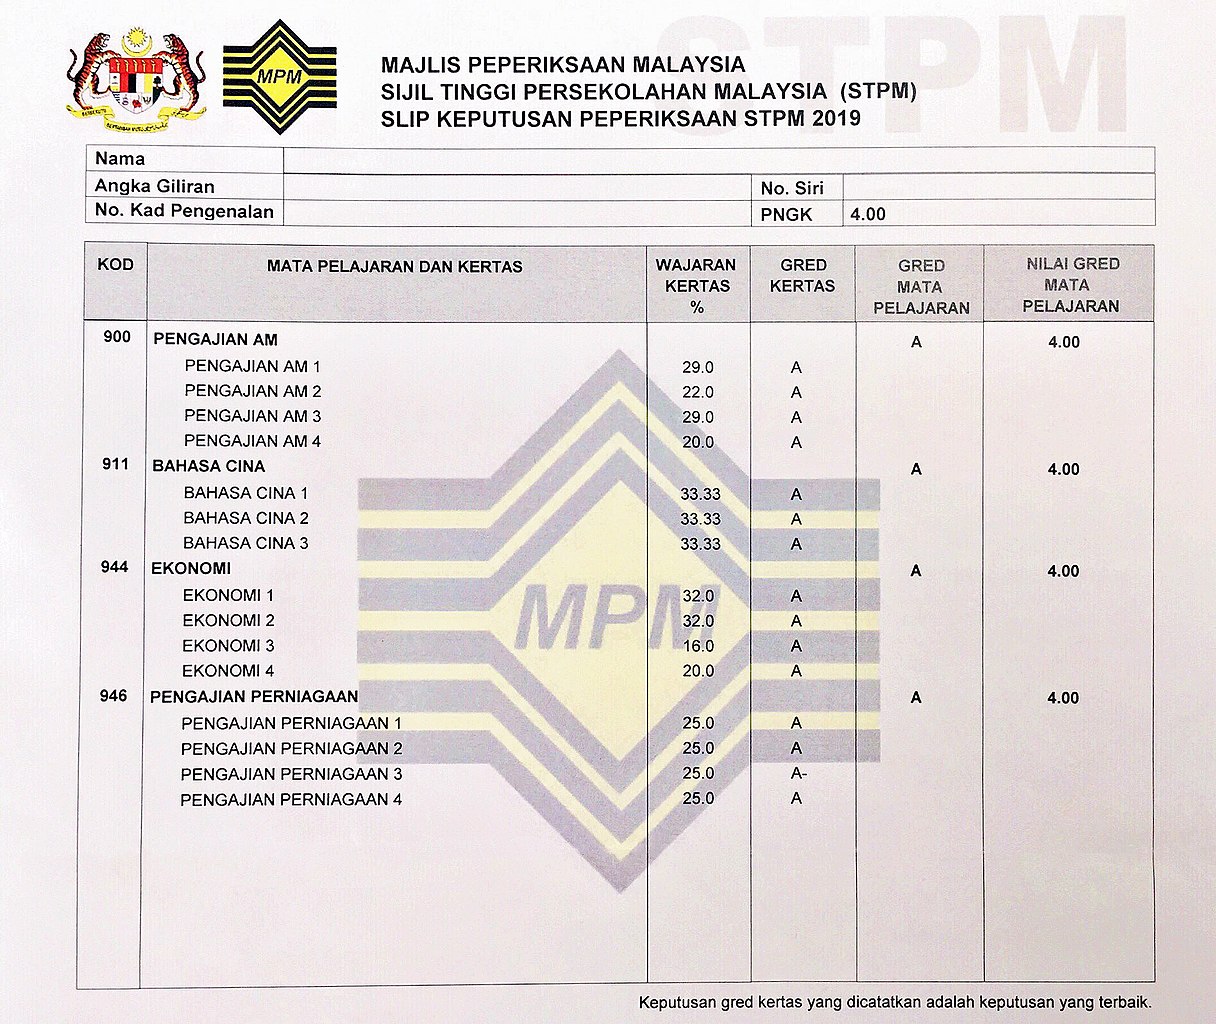 STPM
MPM
MAJLIS PEPERIKSAAN MALAYSIA
SIJIL TINGGI PERSEKOLAHAN MALAYSIA (STPM)
SLIP KEPUTUSAN PEPERIKSAAN STPM 2019
Nama
Angka Giliran No. Siri
No. Kad Pengenalan PNGK 4.00
KOD MATA PELAJARAN DAN KERTAS WAJARAN KERTAS % GRED KERTAS GRED MATA PELAJARAN NILAI GRED MATA PELAJARAN
900 PENGAJIAN AM A 4.00
PENGAJIAN AM 1 29.0 A
PENGAJIAN AM 2 22.0 A
PENGAJIAN AM 3 29.0 A
PENGAJIAN AM 4 20.0 A
911 BAHASA CINA A 4.00
BAHASA CINA 1 33.33 A
BAHASA CINA 2 33.33 A
BAHASA CINA 3 33.33 A
944 EKONOMI A 4.00
EKONOMI 1 32.0 A
EKONOMI 2 32.0 A
EKONOMI 3 16.0 A
EKONOMI 4 20.0 A
MPM
946 PENGAJIAN PERNIAGAAN A 4.00
PENGAJIAN PERNIAGAAN 1 25.0 A
PENGAJIAN PERNIAGAAN 2 25.0 A
PENGAJIAN PERNIAGAAN 3 25.0 A-
PENGAJIAN PERNIAGAAN 4 25.0 A
Keputusan gred kertas yang dicatatkan adalah keputusan yang terbaik.